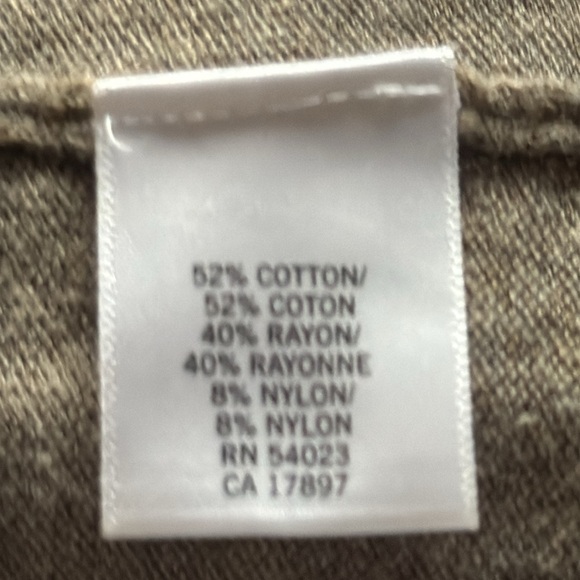 52% COTTON/
52% COTON
40% RAYON/
40% RAYONNE
8% NYLON/
8% NYLON
RN 54023
CA 17897